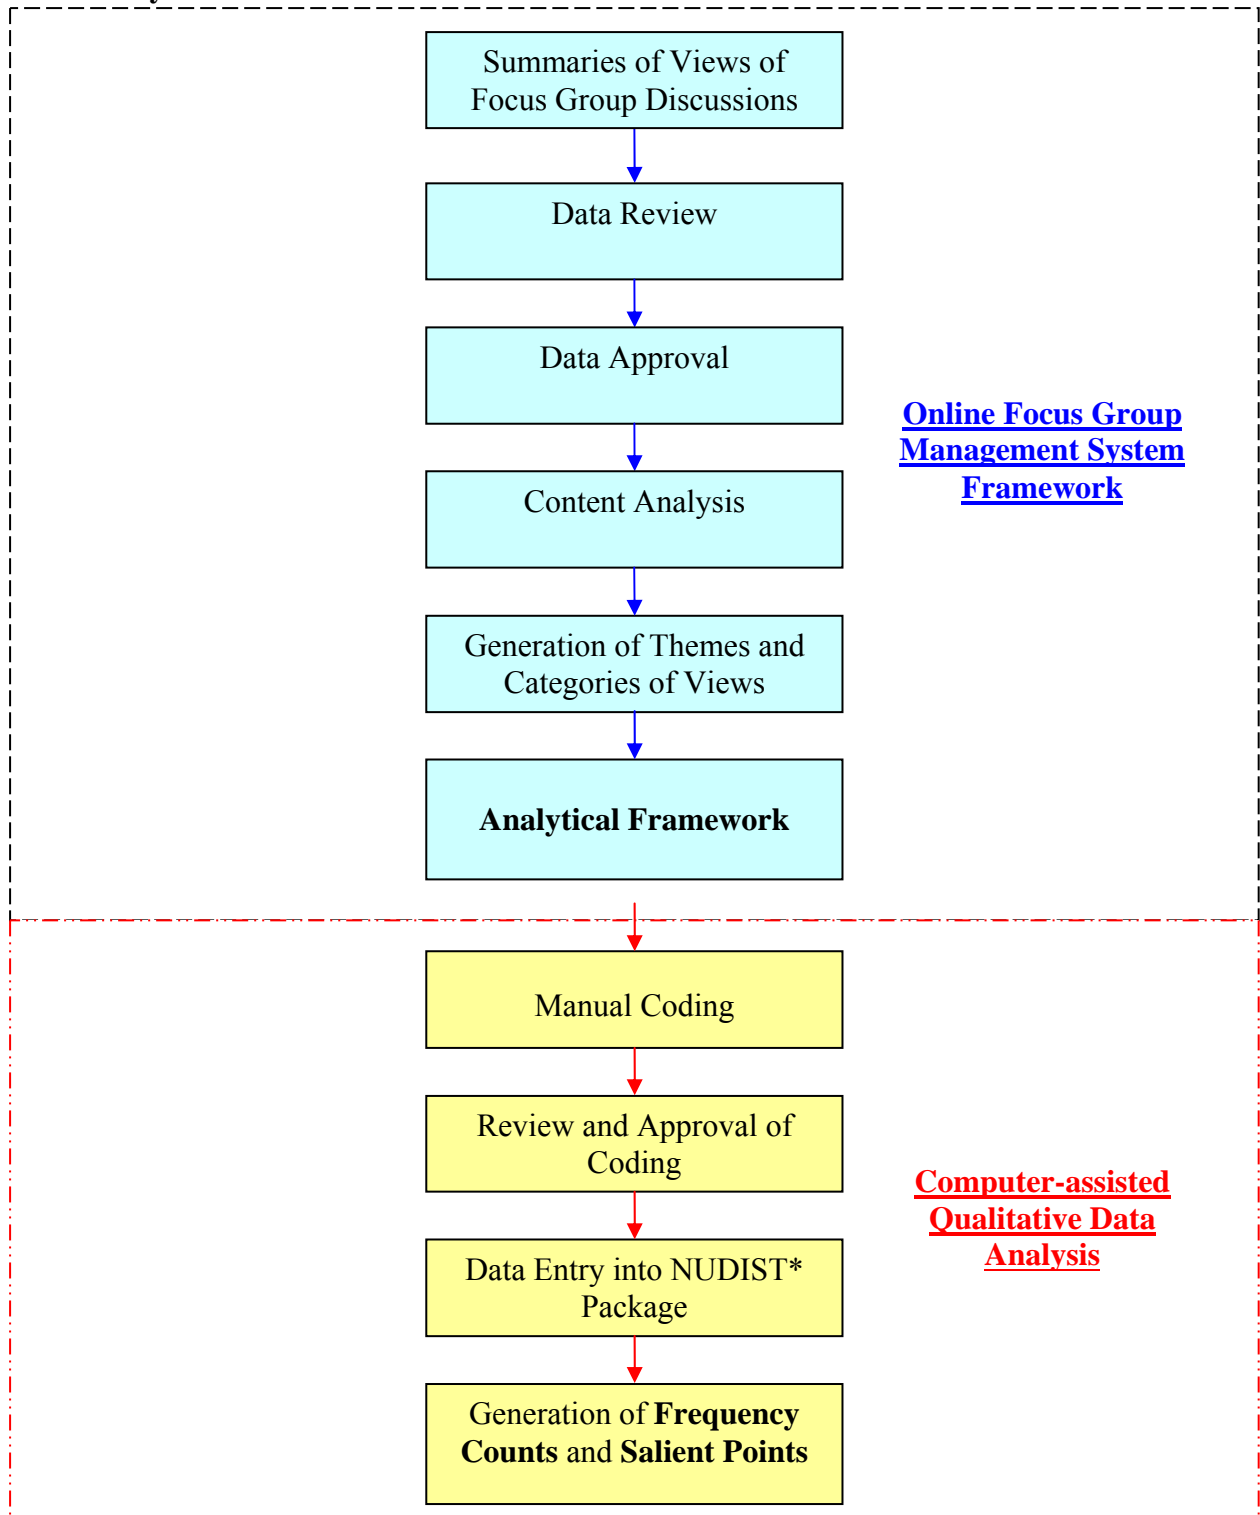 Summaries of Views of
Focus Group Discussions
Data Review
Data Approval
Online Focus Group
Management System
Framework
Content Analysis
Generation of Themes and
Categories of Views
Analytical Framework
Manual Coding
Review and Approval of
Coding
Computer-assisted
Qualitative Data
Analysis
Data Entry into NUDIST*
Package
Generation of Frequency
Counts and Salient Points